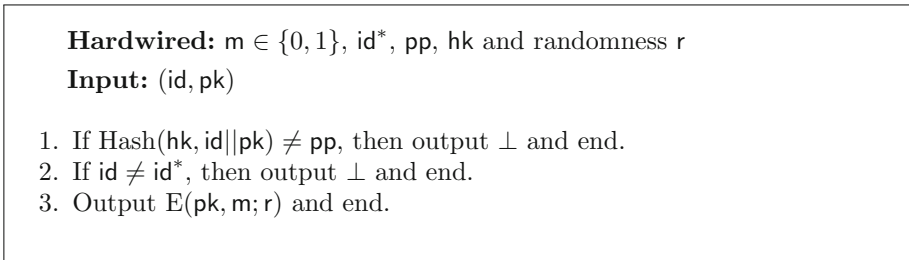 Hardwired: m ∈ {0, 1}, id*, pp, hk and randomness r
Input: (id, pk)
1. If Hash(hk, id||pk) ≠ pp, then output ⊥ and end.
2. If id ≠ id*, then output ⊥ and end.
3. Output E(pk, m; r) and end.